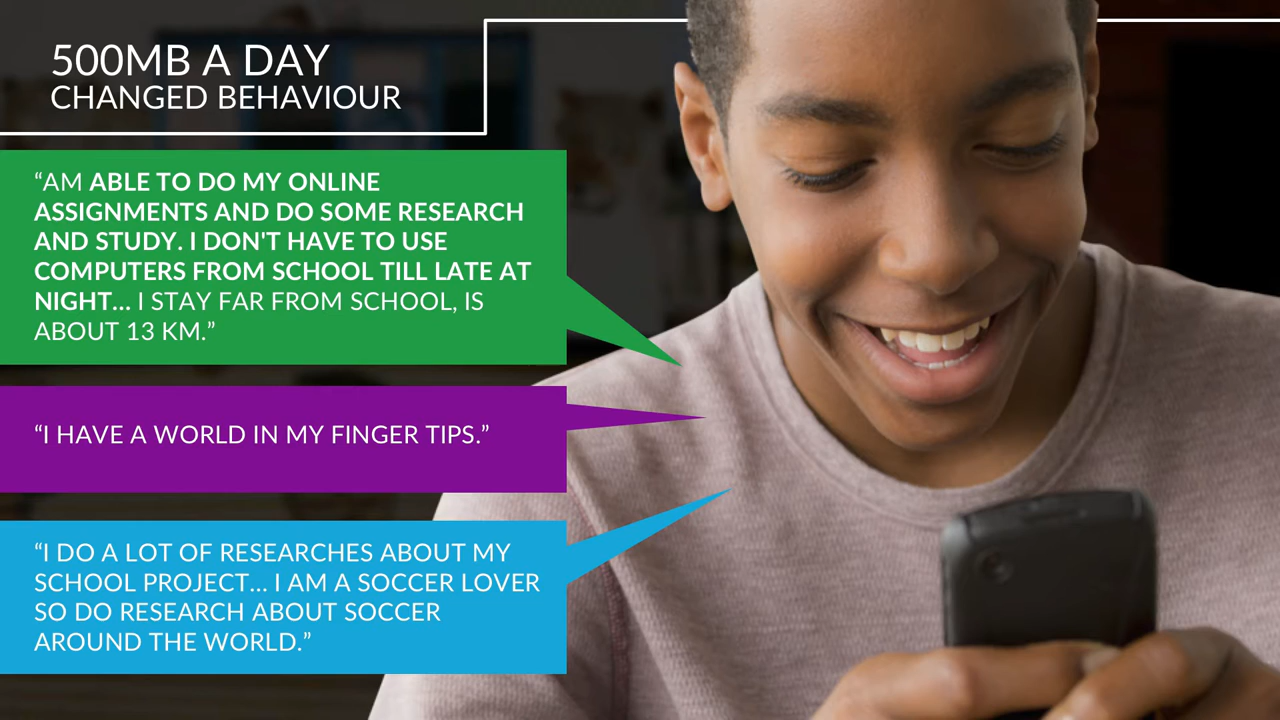 500MB A DAY
CHANGED BEHAVIOUR
“AM ABLE TO DO MY ONLINE
ASSIGNMENTS AND DO SOME RESEARCH
AND STUDY. I DON'T HAVE TO USE
COMPUTERS FROM SCHOOL TILL LATE AT
NIGHT... I STAY FAR FROM SCHOOL, IS
ABOUT 13 KM.”
“I HAVE A WORLD IN MY FINGER TIPS.”
“I DO A LOT OF RESEARCHES ABOUT MY
SCHOOL PROJECT... I AM A SOCCER LOVER
SO DO RESEARCH ABOUT SOCCER
AROUND THE WORLD.”